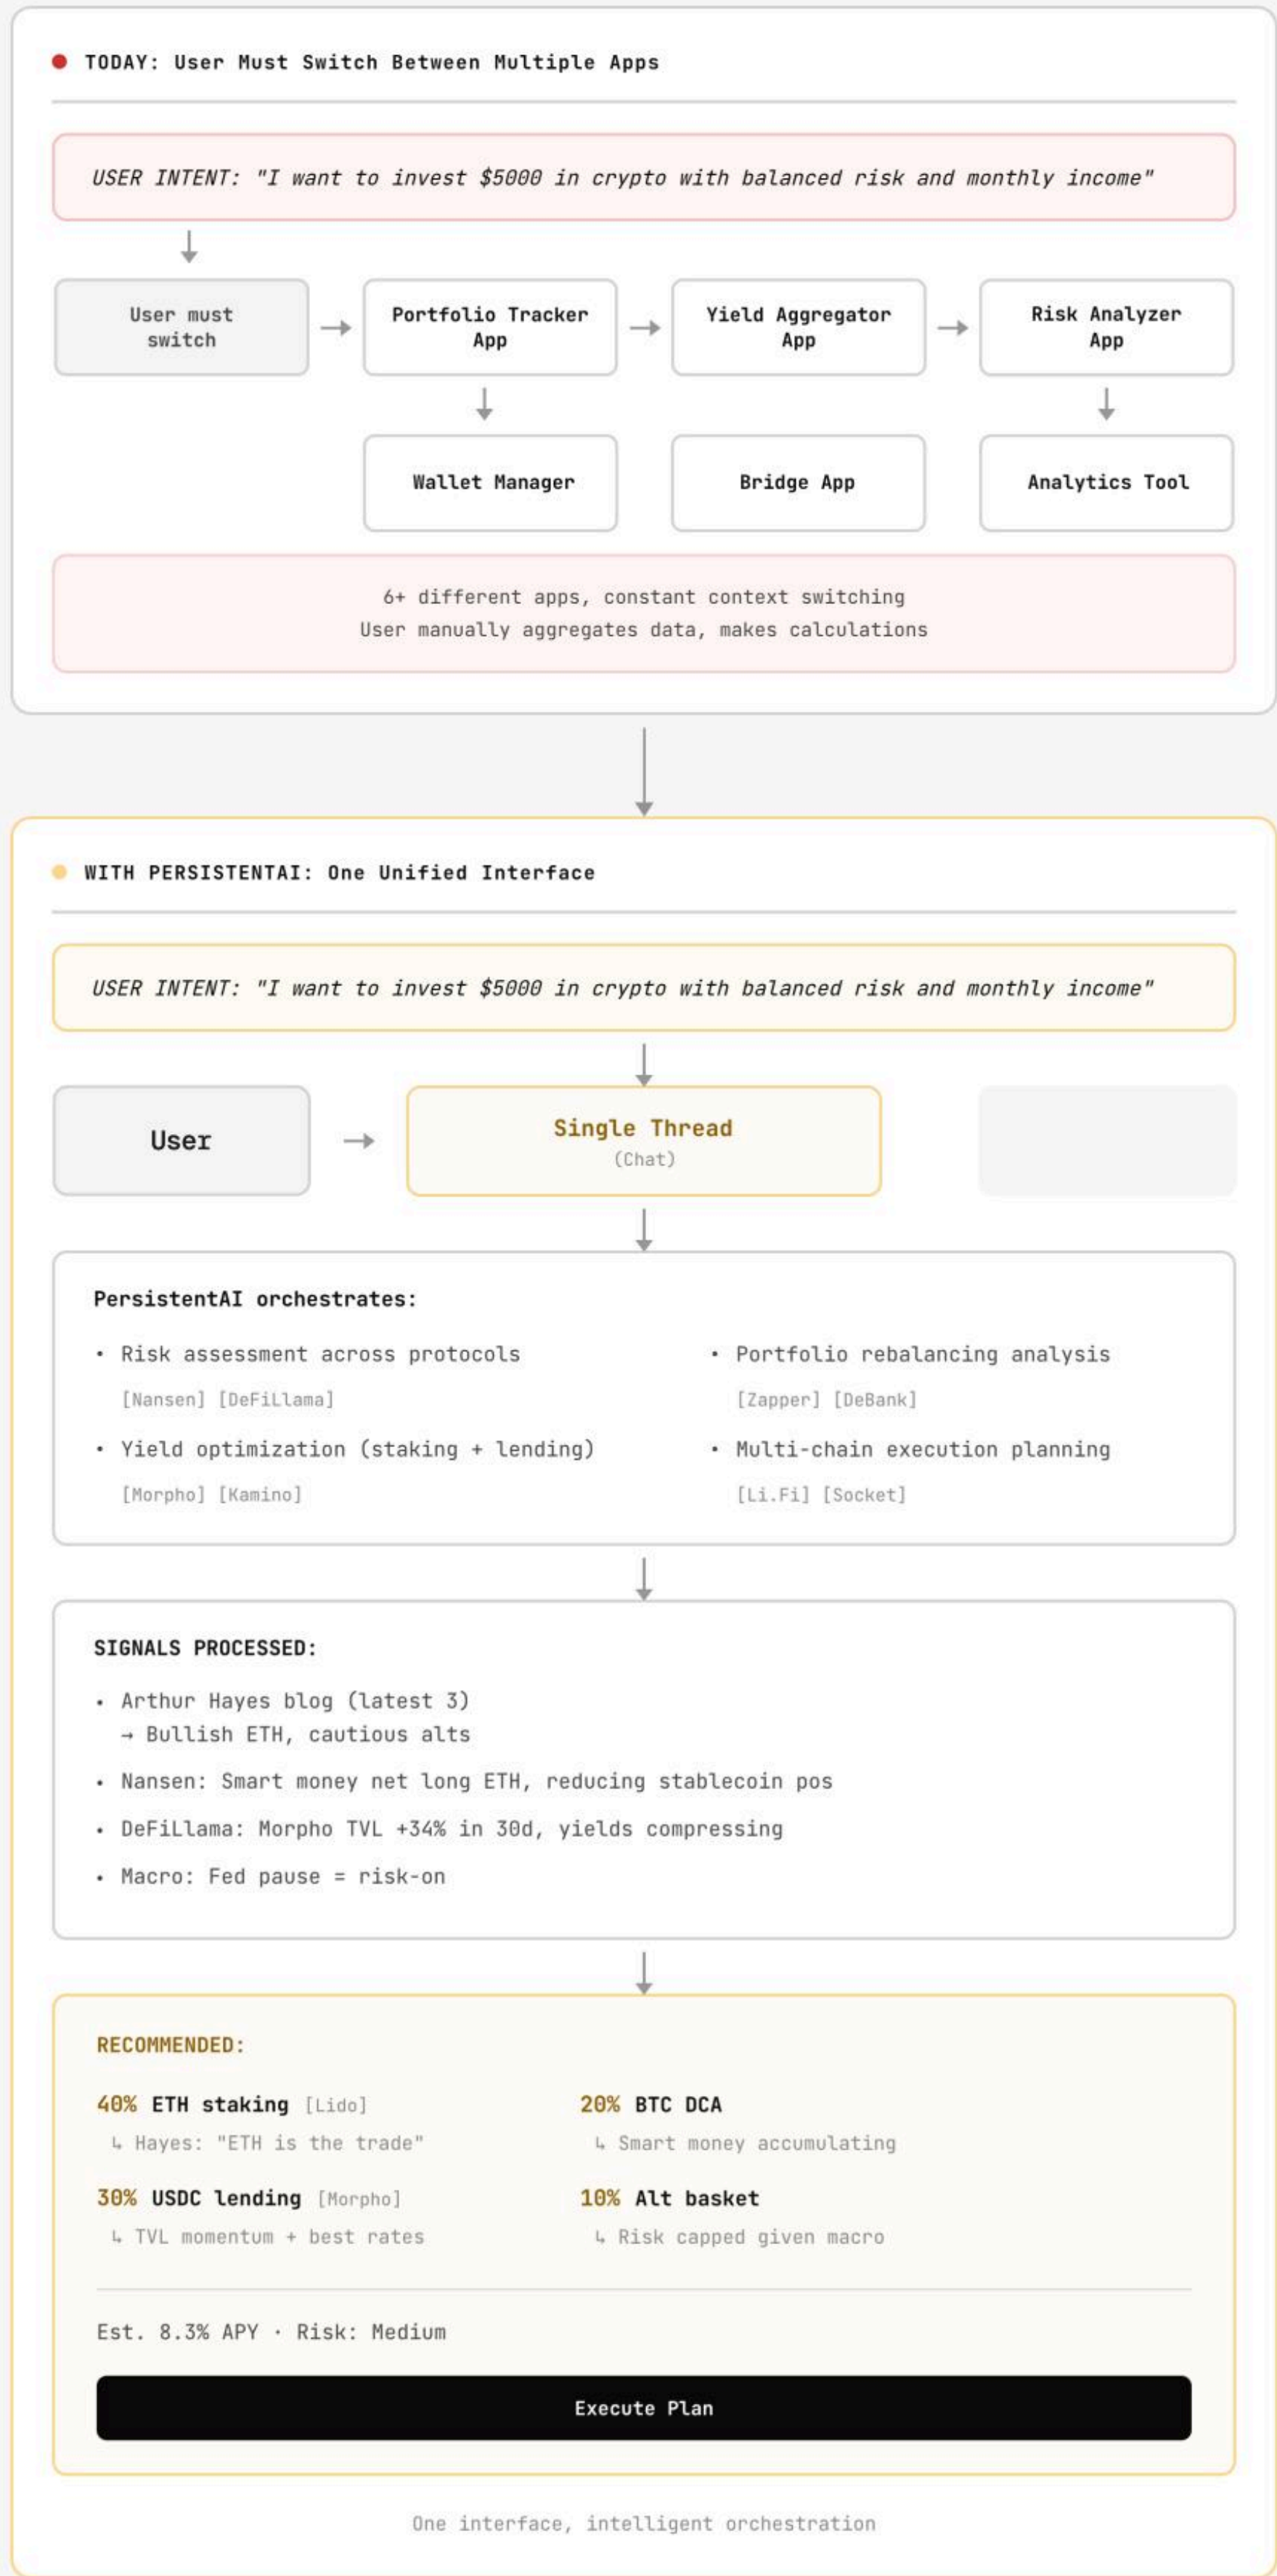 TODAY: User Must Switch Between Multiple Apps
USER INTENT: "I want to invest $5000 in crypto with balanced risk and monthly income"
User must
switch
Portfolio Tracker
App
Yield Aggregator
App
Risk Analyzer
App
Wallet Manager
Bridge App
Analytics Tool
6+ different apps, constant context switching
User manually aggregates data, makes calculations
WITH PERSISTENTAI: One Unified Interface
USER INTENT: "I want to invest $5000 in crypto with balanced risk and monthly income"
User
Single Thread
(Chat)
PersistentAI orchestrates:
• Risk assessment across protocols
[Nansen] [DeFiLlama]
• Portfolio rebalancing analysis
[Zapper] [DeBank]
• Yield optimization (staking + lending)
[Morpho] [Kamino]
• Multi-chain execution planning
[Li.Fi] [Socket]
SIGNALS PROCESSED:
• Arthur Hayes blog (latest 3)
→ Bullish ETH, cautious alts
• Nansen: Smart money net long ETH, reducing stablecoin pos
• DeFiLlama: Morpho TVL +34% in 30d, yields compressing
• Macro: Fed pause = risk-on
RECOMMENDED:
40% ETH staking [Lido]
↳ Hayes: "ETH is the trade"
20% BTC DCA
↳ Smart money accumulating
30% USDC lending [Morpho]
↳ TVL momentum + best rates
10% Alt basket
↳ Risk capped given macro
Est. 8.3% APY · Risk: Medium
Execute Plan
One interface, intelligent orchestration